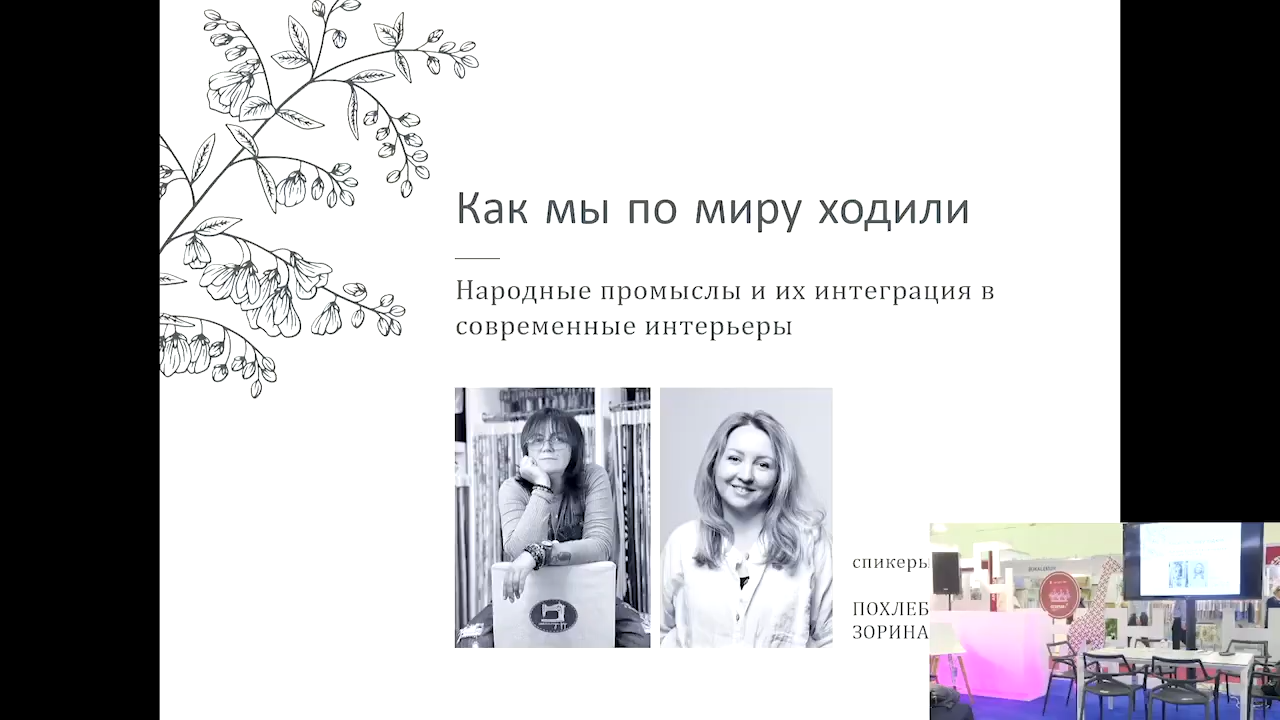 Как мы по миру ходили
Народные промыслы и их интеграция в
современные интерьеры
спикеры
ПОХЛЕБ
ЗОРИНА